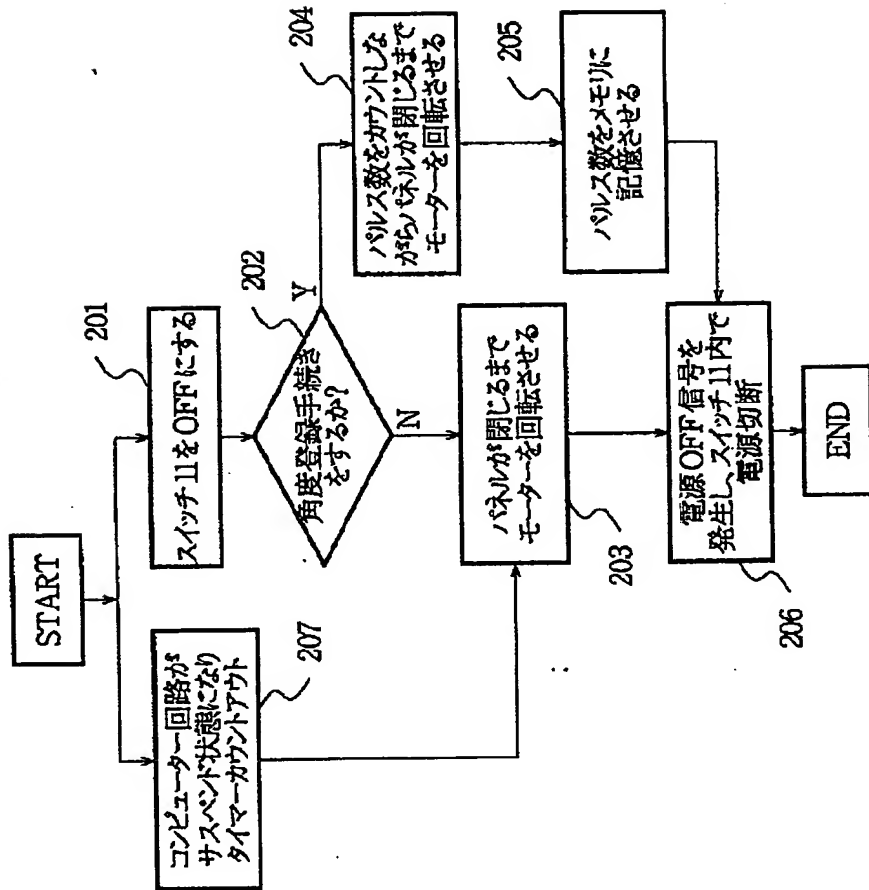 START
コンピューター回路が
サスペンド状態になり
タイマーカウントアウト
207
201
スイッチ11をOFFにする
202
角度登録手続き
をするか?
Y
N
204
パルス数をカウントしな
がらパネルが閉じるまで
モーターを回転させる
205
パルス数をメモリに
記憶させる
パネルが閉じるまで
モーターを回転させる
203
電源OFF信号を
発生し、スイッチ11内で
電源切断
206
END